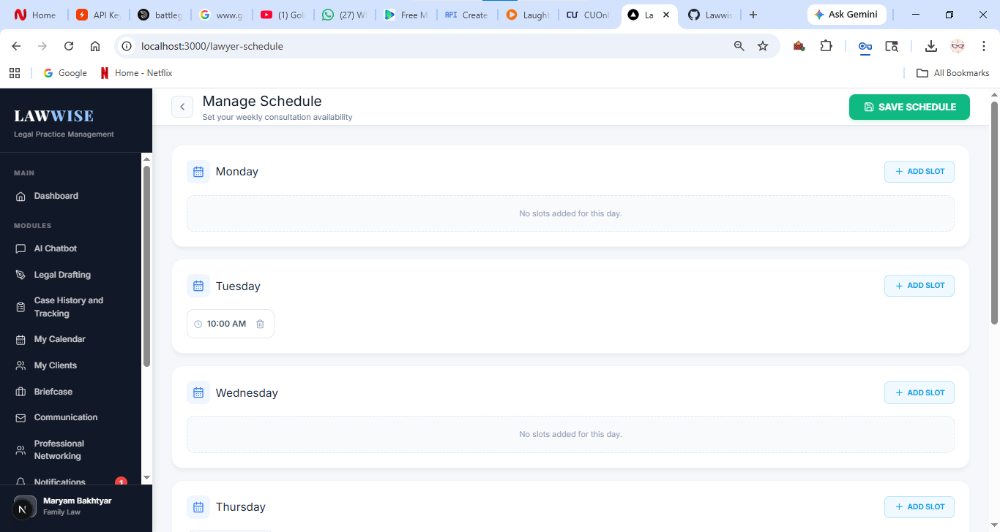 Home
API Ke
battleg
www.g
(1) Gol
(27) W
Free M
API Create
Laugh
CU CUOnl
La
Lawwis
Ask Gemini
localhost:3000/lawyer-schedule
Google
Home - Netflix
All Bookmarks
LAWWISE
Legal Practice Management
MAIN
Dashboard
MODULES
AI Chatbot
Legal Drafting
Case History and
Tracking
My Calendar
My Clients
Briefcase
Communication
Professional
Networking
Notifications 1
N
Maryam Bakhtyar
Family Law
Manage Schedule
Set your weekly consultation availability
SAVE SCHEDULE
Monday
ADD SLOT
No slots added for this day.
Tuesday
ADD SLOT
10:00 AM
Wednesday
ADD SLOT
No slots added for this day.
Thursday
ADD SLOT